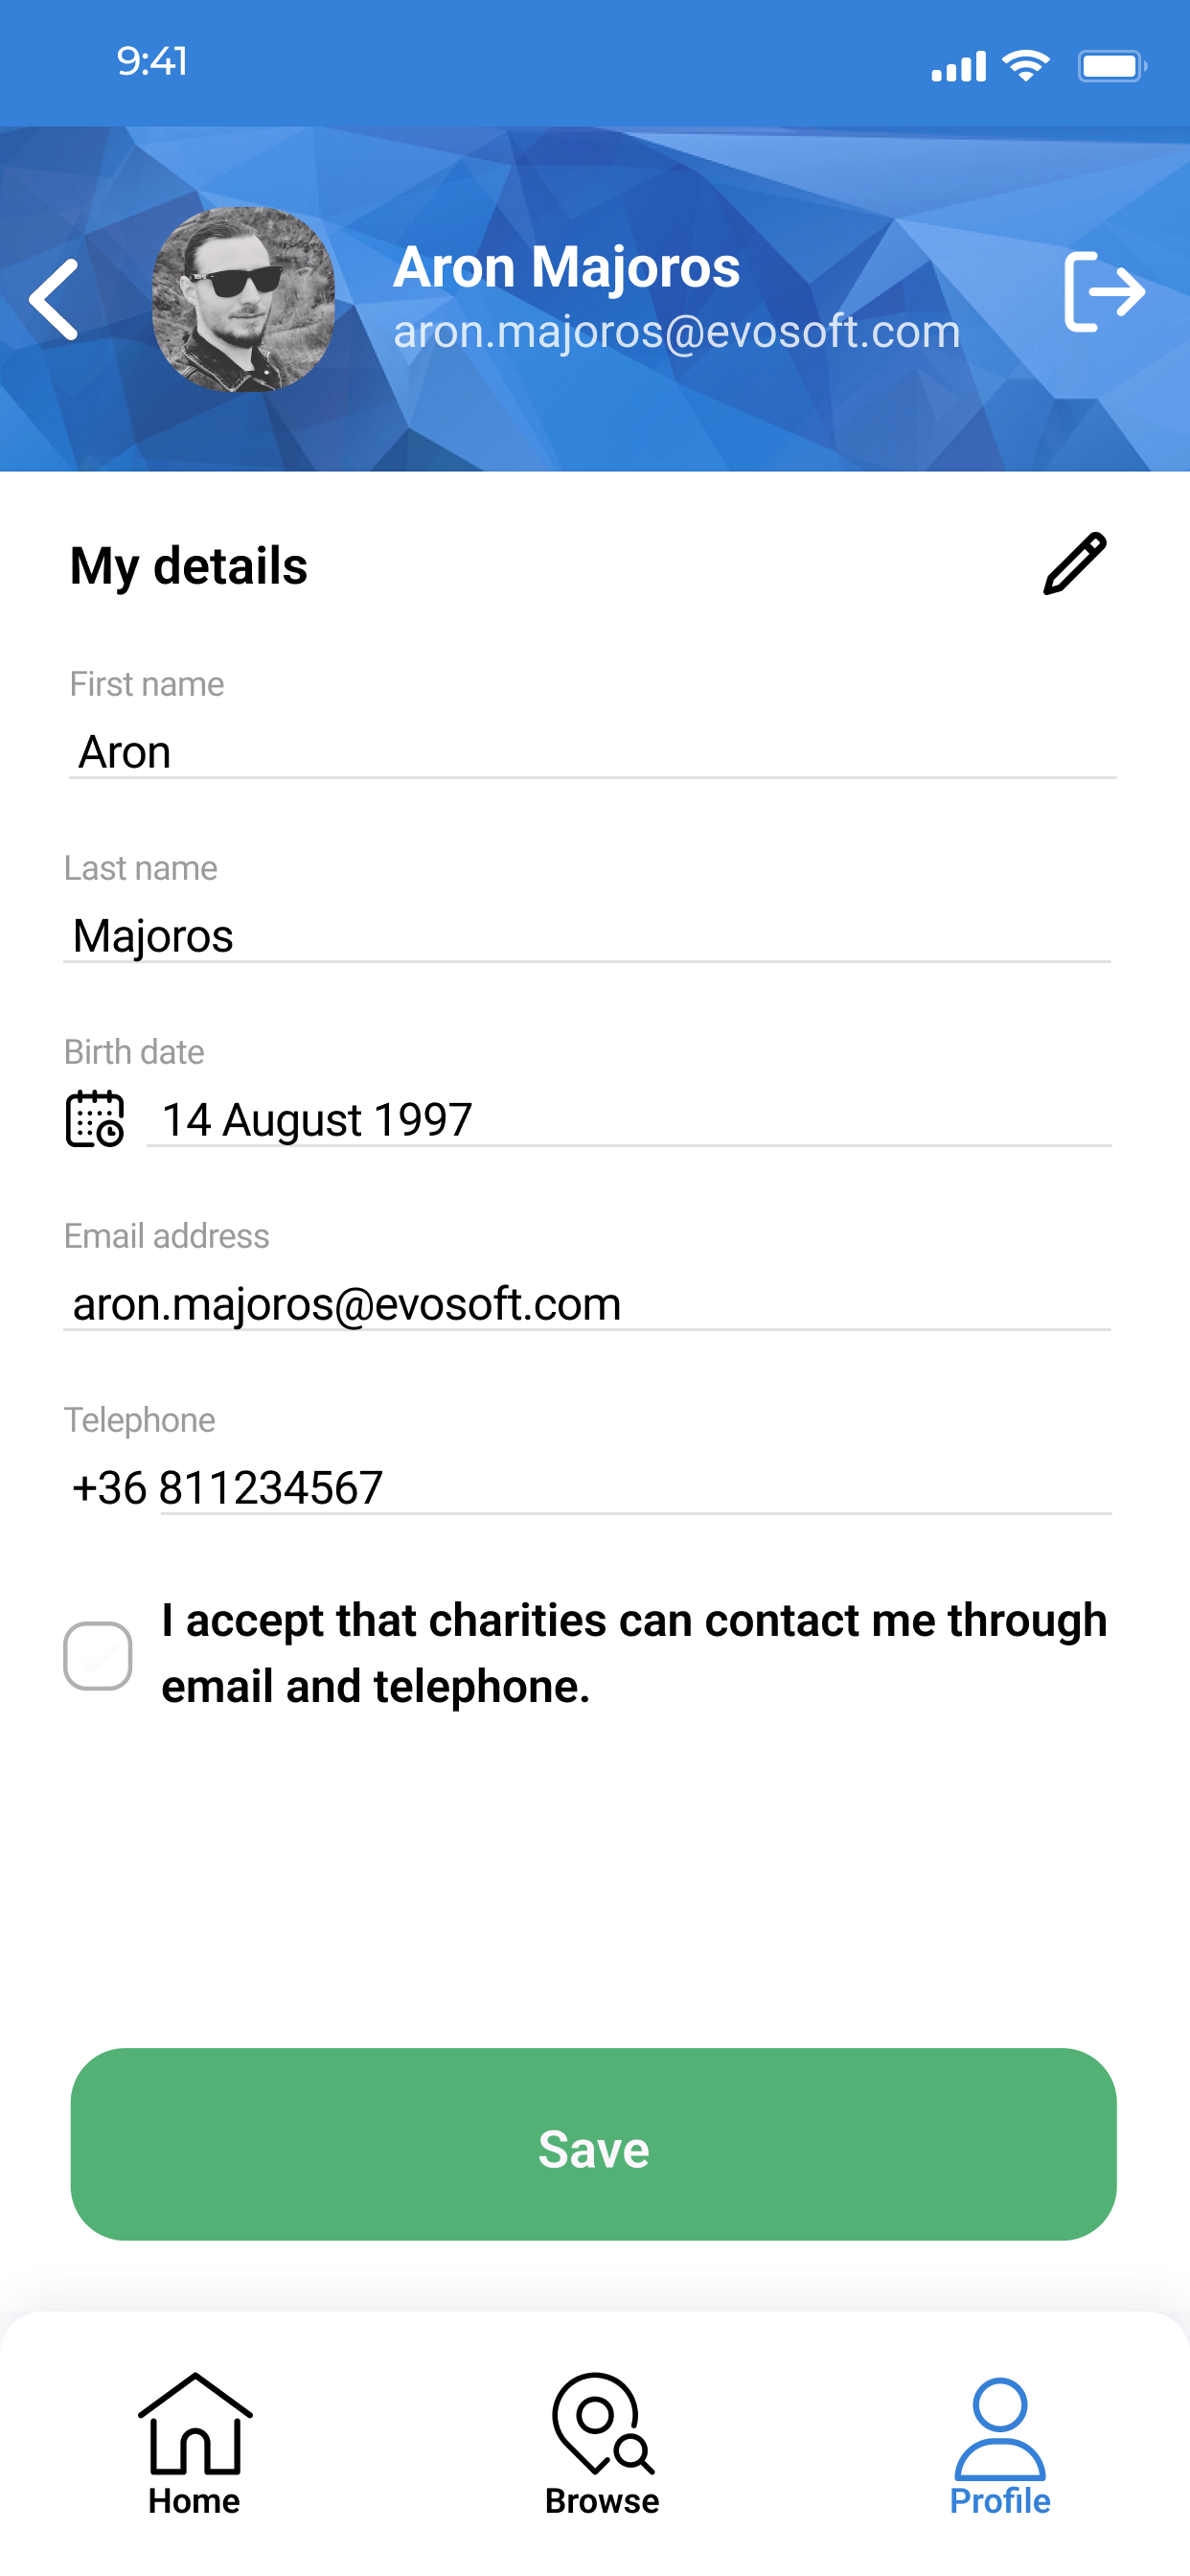 9:41
Aron Majoros
aron.majoros@evosoft.com
My details
First name
Aron
Last name
Majoros
Birth date
14 August 1997
Email address
aron.majoros@evosoft.com
Telephone
+36 811234567
I accept that charities can contact me through
email and telephone.
Save
Home
Browse
Profile